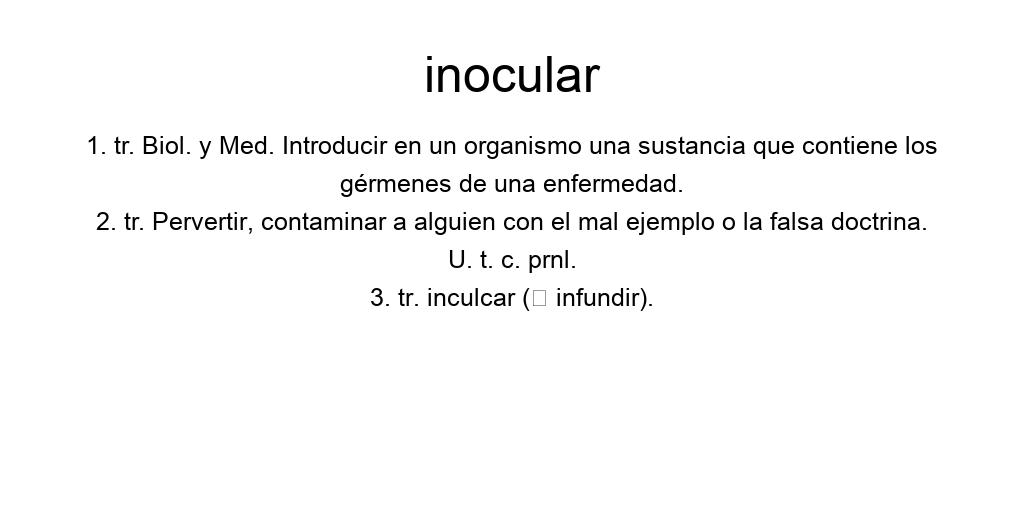 inocular
1. tr. Biol. y Med. Introducir en un organismo una sustancia que contiene los
gérmenes de una enfermedad.
2. tr. Pervertir, contaminar a alguien con el mal ejemplo o la falsa doctrina.
U. t. c. prnl.
3. tr. inculcar (□ infundir).